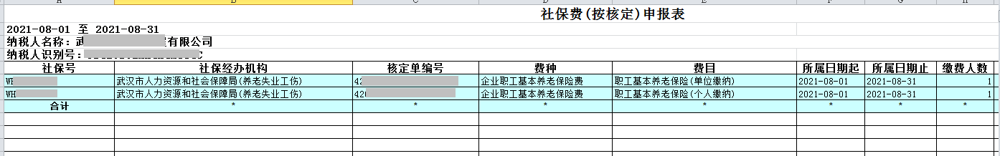 A B C D E F G H
社保费(按核定)申报表
2021-08-01 至 2021-08-31
纳税人名称：武 有限公司
纳税人识别号： C
社保号 社保经办机构 核定单编号 费种 费目 所属日期起 所属日期止 缴费人数
WH 武汉市人力资源和社会保障局(养老失业工伤) 42 企业职工基本养老保险费 职工基本养老保险(单位缴纳) 2021-08-01 2021-08-31 1
WH 武汉市人力资源和社会保障局(养老失业工伤) 420 企业职工基本养老保险费 职工基本养老保险(个人缴纳) 2021-08-01 2021-08-31 1
合计 * * * * * * *